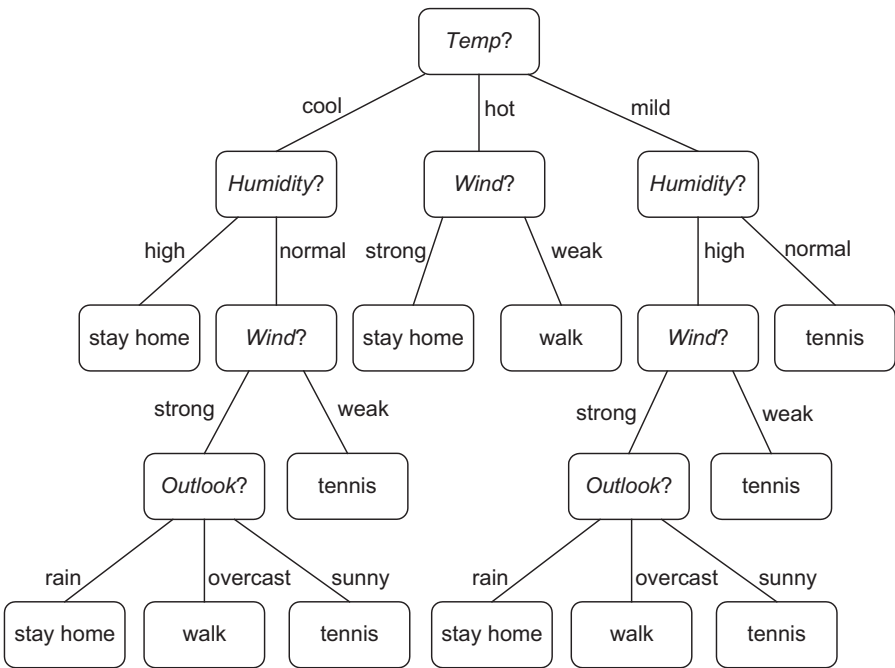 Temp?
cool
hot
mild
Humidity?
Wind?
Humidity?
high
normal
strong
weak
high
normal
stay home
Wind?
stay home
walk
Wind?
tennis
strong
weak
strong
weak
Outlook?
tennis
Outlook?
tennis
rain
overcast
sunny
rain
overcast
sunny
stay home
walk
tennis
stay home
walk
tennis